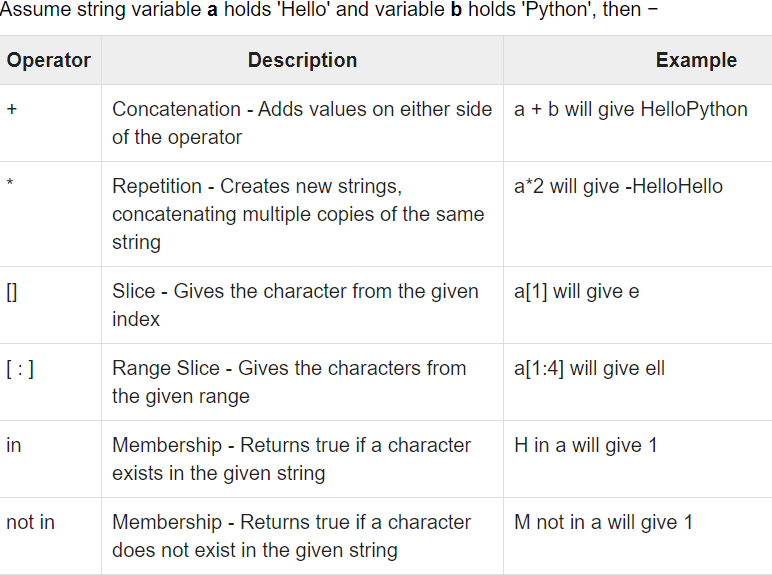 Assume string variable a holds 'Hello' and variable b holds 'Python', then −
Operator Description Example
+ Concatenation - Adds values on either side a + b will give HelloPython
of the operator
* Repetition - Creates new strings, a*2 will give -HelloHello
concatenating multiple copies of the same
string
[] Slice - Gives the character from the given a[1] will give e
index
[ : ] Range Slice - Gives the characters from a[1:4] will give ell
the given range
in Membership - Returns true if a character H in a will give 1
exists in the given string
not in Membership - Returns true if a character M not in a will give 1
does not exist in the given string